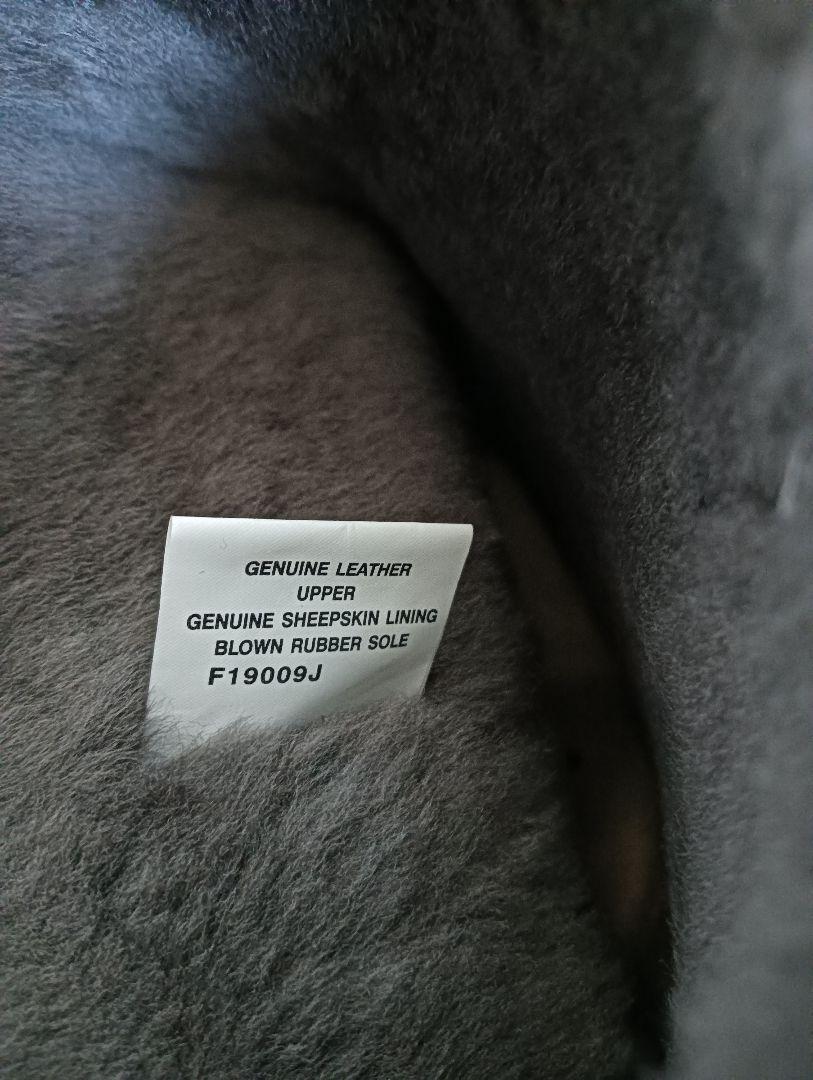 GENUINE LEATHER
UPPER
GENUINE SHEEPSKIN LINING
BLOWN RUBBER SOLE
F19009J